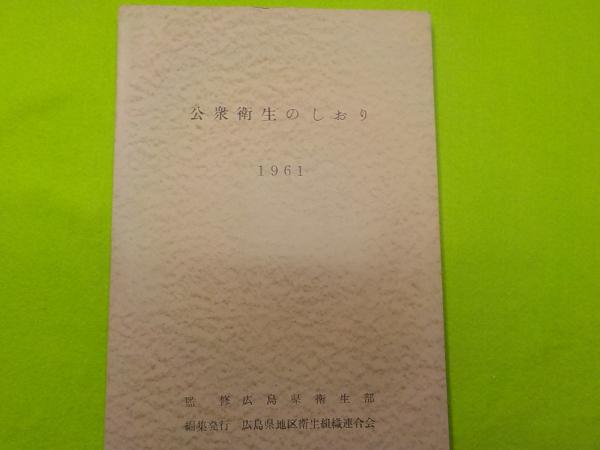 公衆衛生のしおり
1961
監修広島県衛生部
編集発行 広島県地区衛生組織連合会